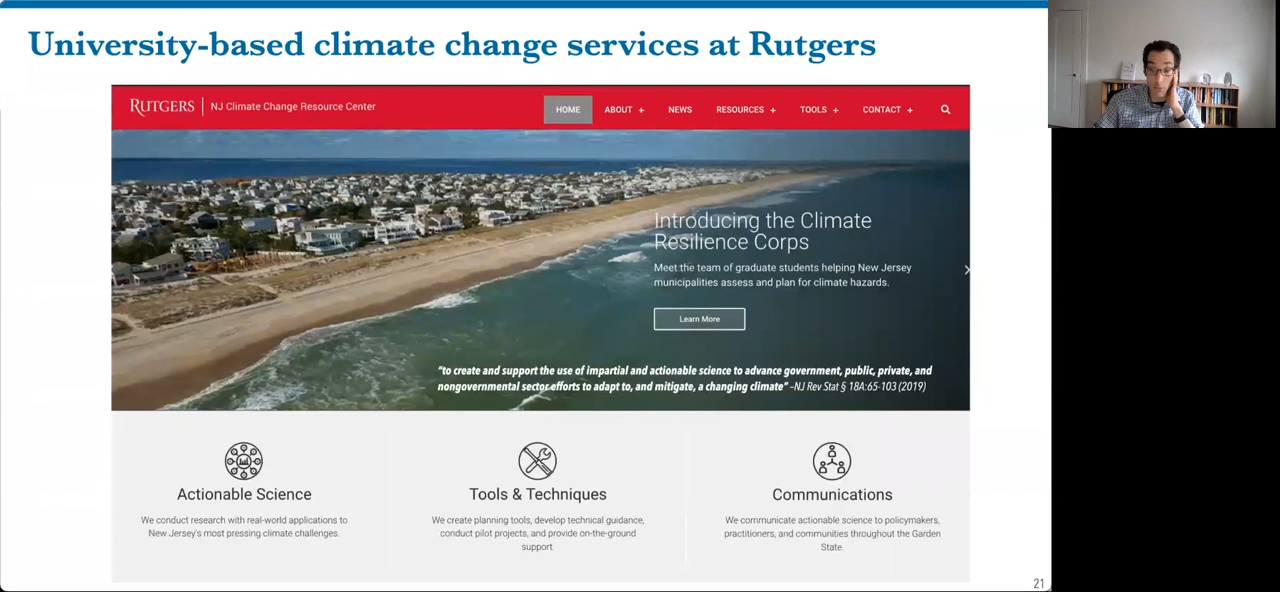 University-based climate change services at Rutgers
RUTGERS | NJ Climate Change Resource Center
HOME ABOUT + NEWS RESOURCES + TOOLS + CONTACT +
Introducing the Climate
Resilience Corps
Meet the team of graduate students helping New Jersey
municipalities assess and plan for climate hazards.
Learn More
“to create and support the use of impartial and actionable science to advance government, public, private, and
nongovernmental sector efforts to adapt to, and mitigate, a changing climate” –NJ Rev Stat § 18A:65-103 (2019)
Actionable Science
We conduct research with real-world applications to
New Jersey's most pressing climate challenges.
Tools & Techniques
We create planning tools, develop technical guidance,
conduct pilot projects, and provide on-the-ground
support.
Communications
We communicate actionable science to policymakers,
practitioners, and communities throughout the Garden
State.
21